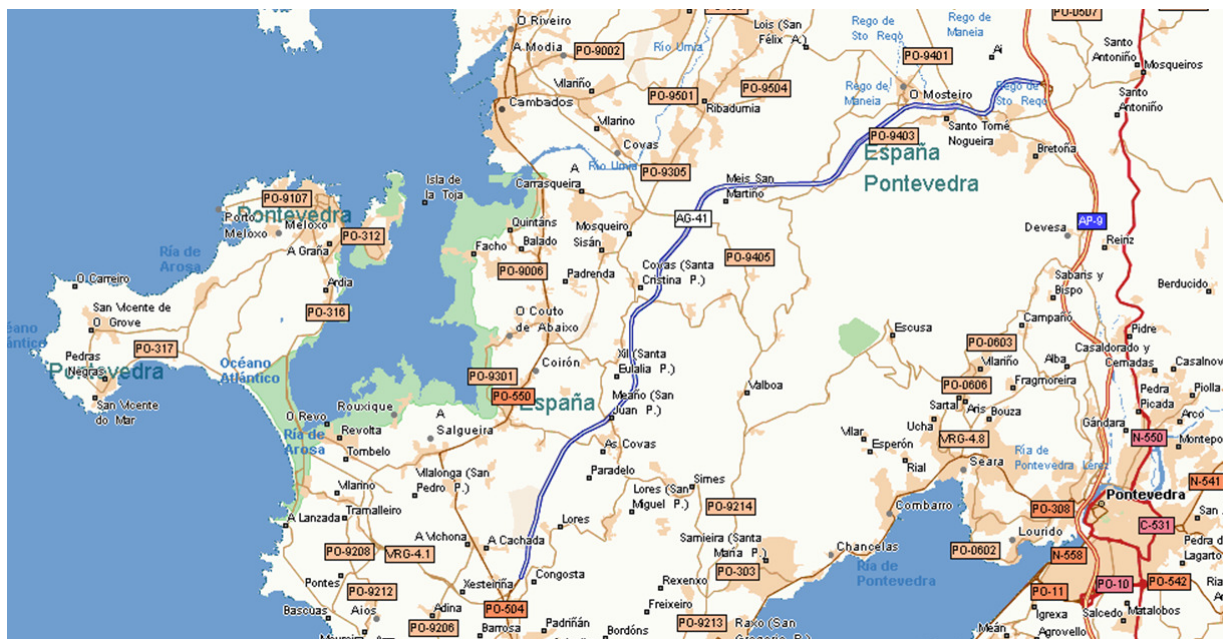 O Riveiro
PO-0507
Lois (San
Félix A.)
Rego de
Sto Reqo
Rego de
Maneia
A Modia
PO-9002
Río Umia
PO-9401
Ai
Santo
Antoniño
Mosqueiros
Vilariño
PO-9501
PO-9504
Rego de
Maneia
O Mosteiro
Rego de
Sto Reqo
Cambados
Ribadumia
Santo
Antoniño
Vilarino
Santo Tomé
Nogueira
PO-9403
Covas
España
Pontevedra
Bretoña
A
Río Umia
PO-9305
Isla de
la Toja
Carrasqueira
Meis San
Martino
PO-9107
Pontevedra
Porto
Meloxo
Meloxo
AG-41
AP-9
PO-312
Quintáns
Mosqueiro
Devesa
Reiriz
A Graña
Balado
Sisán
Ría de
Arosa
Facho
PO-9405
PO-9006
Padrenda
Covas (Santa
Cristina P.)
Sabarís y
Bispo
Berducido
O Carreiro
Ardia
San Vicente de
O Grove
PO-316
Campañó
O Couto
de Abaixo
Escusa
Pidre
PO-0603
PO-317
Océano
Atlántico
Xil (Santa
Eulalia P.)
Casaldorado y
Cernadas
Pedras
Negras
Pontevedra
Coirón
Vilariño
Alba
Casalnov
PO-9301
PO-0606
Fragmoreira
Valboa
Piolla
PO-550
España
Meaño (San
Juan P.)
Pedra
Picada
San Vicente
do Mar
O Revo
Rouxique
A
Salgueira
Sartal
Aris
Bouza
Arco
Ucha
Gándara
Revolta
Vilar
VRG-4.8
N-550
Montepo
Ría de
Arosa
As Covas
Esperón
Tombelo
Rial
Seara
Ría de
Pontevedra Lérez
Vilalonga (San
Pedro P.)
Paradelo
N-541
Vilarino
Simes
Lores (San
Miguel P.)
Pontevedra
PO-308
Tramalleiro
PO-9214
Combarro
A Lanzada
Lores
C-531
San
Lourido
A Vichona
A Cachada
Samieira (Santa
María P.)
PO-9208
VRG-4.1
PO-0602
Pedra d
Lagarto
Chancelas
N-558
PO-303
Ría de
Pontevedra
Pontes
Xesteiriña
Congosta
Rexenxo
PO-10
PO-542
PO-9212
PO-11
PO-504
Freixeiro
Igrexa
Salcedo
Matalobos
Bascuas
Aios
Adina
PO-9206
Barrosa
Padriñán
Bordóns
PO-9213
Raxo (San
Meán
Agrovello